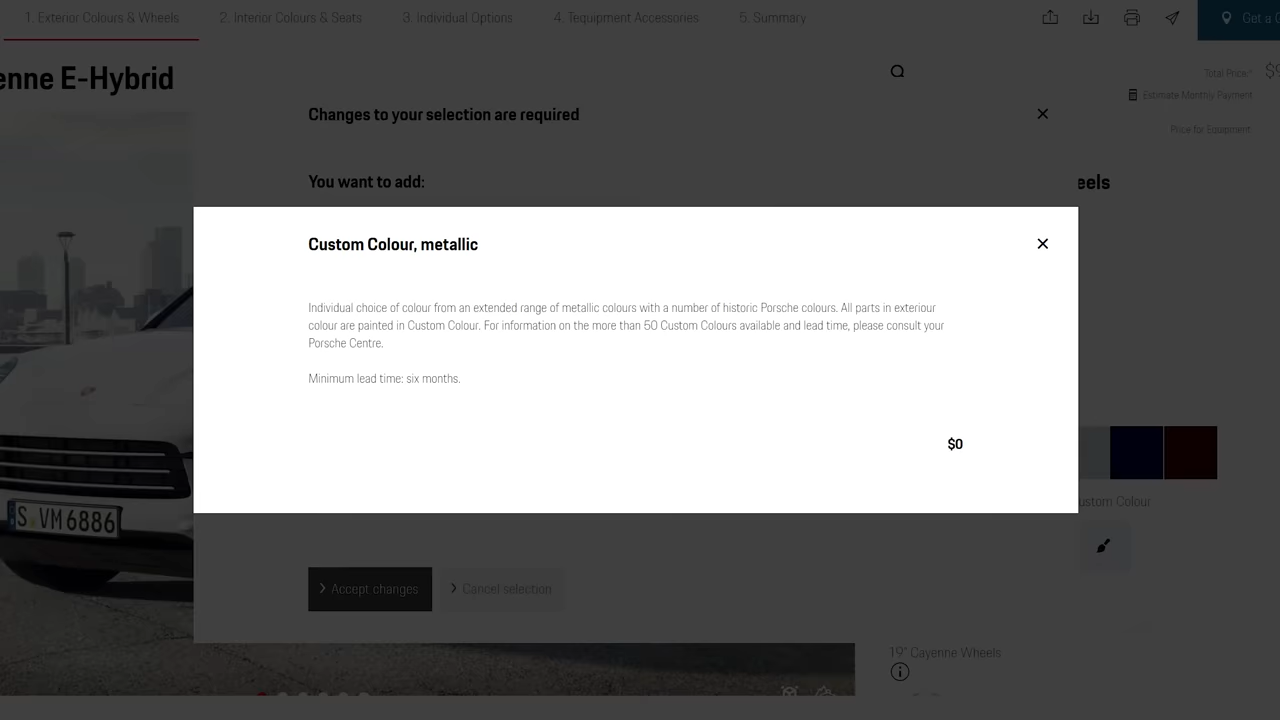 1. Exterior Colours & Wheels
2. Interior Colours & Seats
3. Individual Options
4. Tequipment Accessories
5. Summary
Get a
enne E-Hybrid
Total Price*
Estimate Monthly Payment
Price for Equipment
Changes to your selection are required
You want to add:
eels
Custom Colour, metallic
Individual choice of colour from an extended range of metallic colours with a number of historic Porsche colours. All parts in exteriour
colour are painted in Custom Colour. For information on the more than 50 Custom Colours available and lead time, please consult your
Porsche Centre.
Minimum lead time: six months.
$0
S VM 6886
ustom Colour
Accept changes
Cancel selection
19" Cayenne Wheels